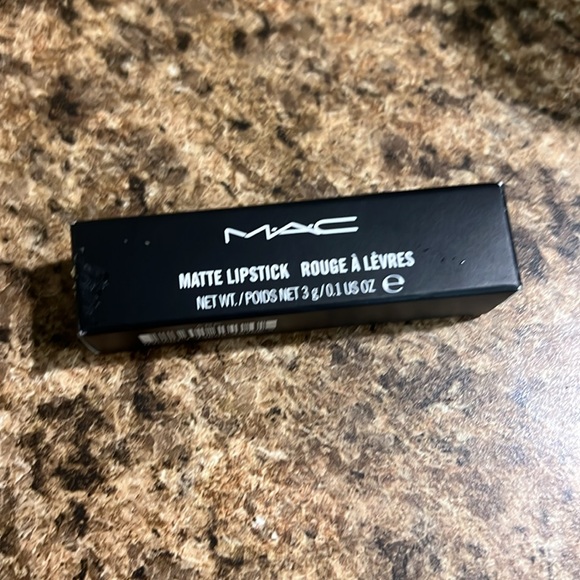 MAC
MATTE LIPSTICK ROUGE À LÈVRES
NET WT. / POIDS NET 3 g / 0.1 US OZ ℮